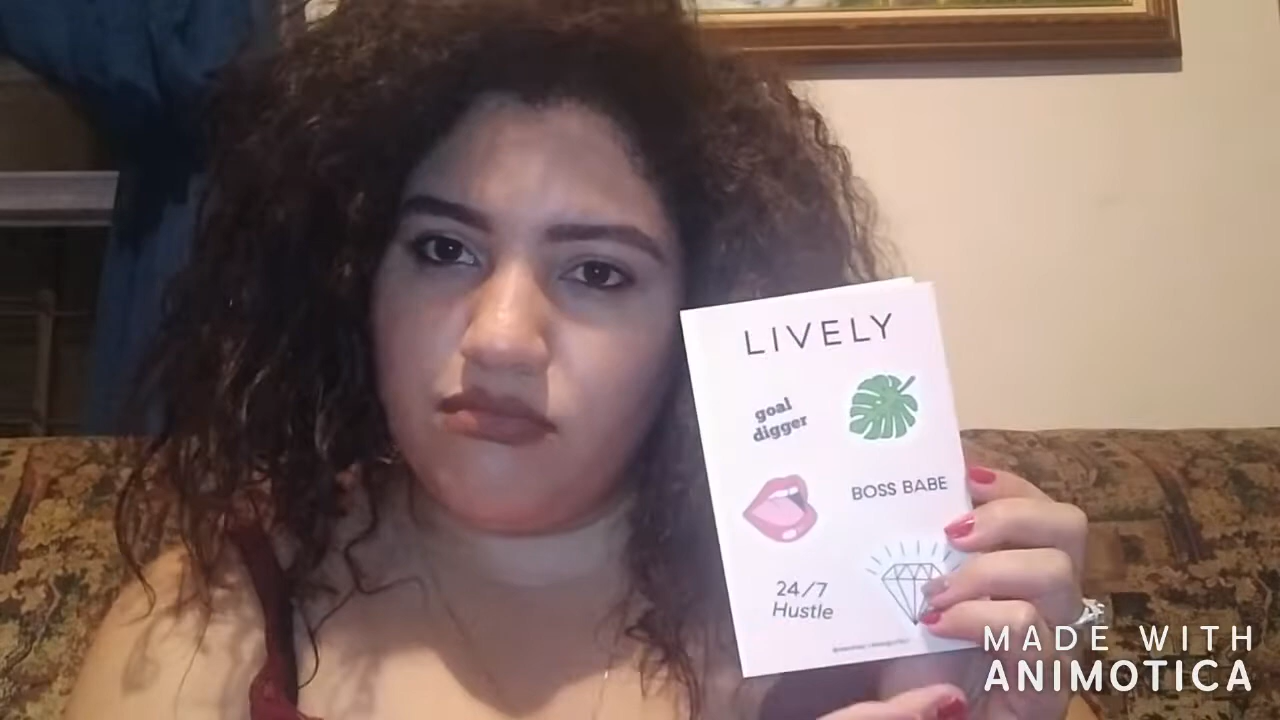 LIVELY
goal
digger
BOSS BABE
24/7
Hustle
MADE WITH
ANIMOTICA